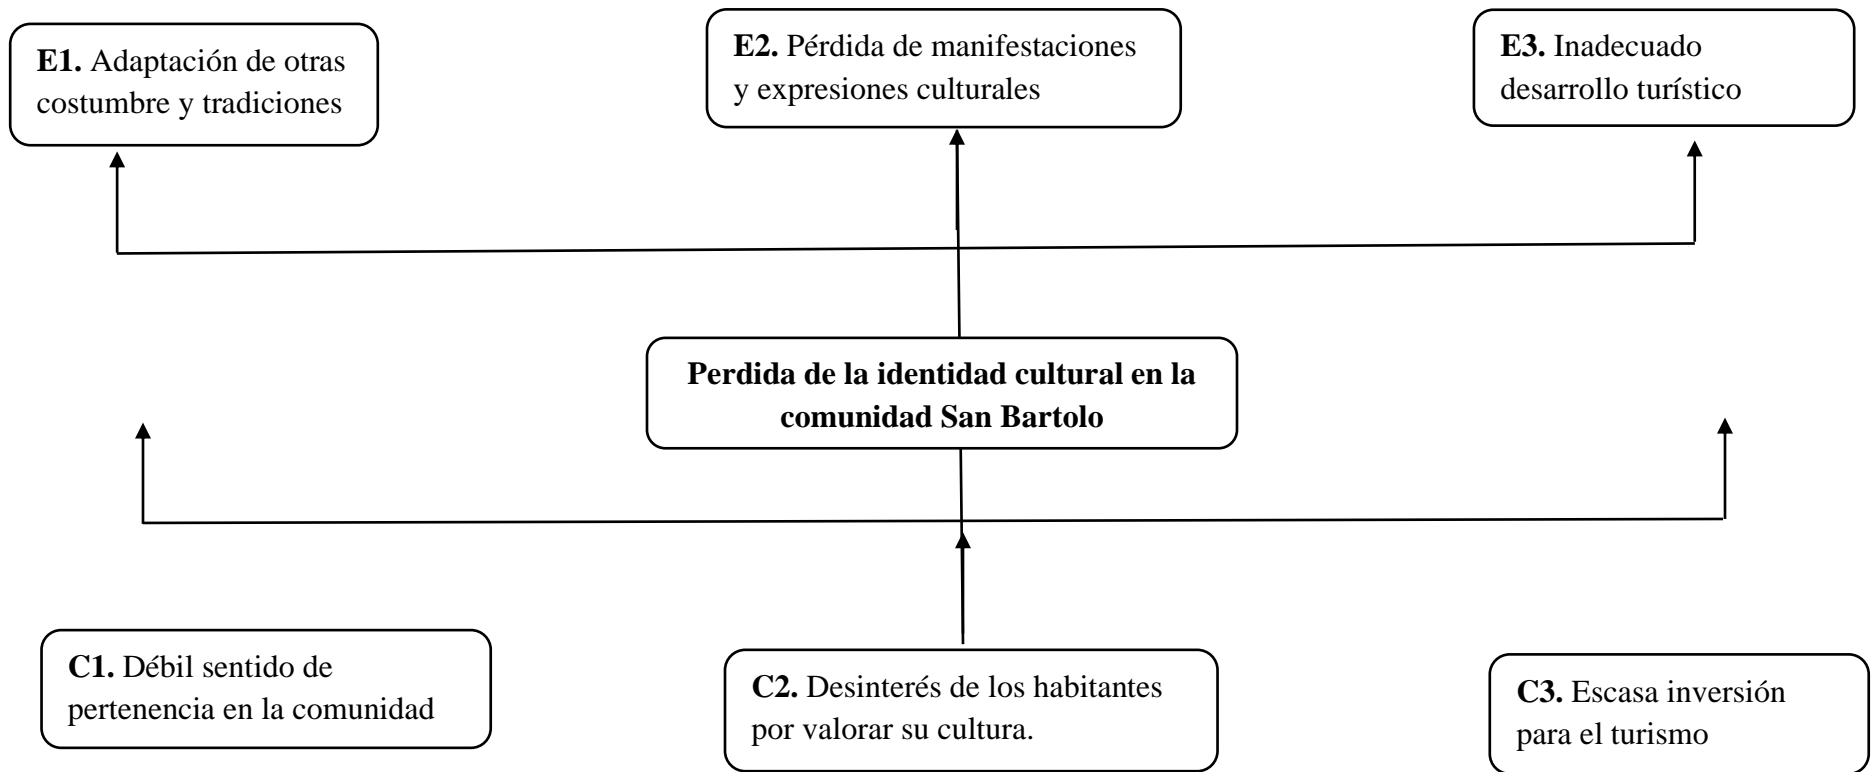 E1. Adaptación de otras
costumbre y tradiciones
E2. Pérdida de manifestaciones
y expresiones culturales
E3. Inadecuado
desarrollo turístico
Perdida de la identidad cultural en la
comunidad San Bartolo
C1. Débil sentido de
pertenencia en la comunidad
C2. Desinterés de los habitantes
por valorar su cultura.
C3. Escasa inversión
para el turismo